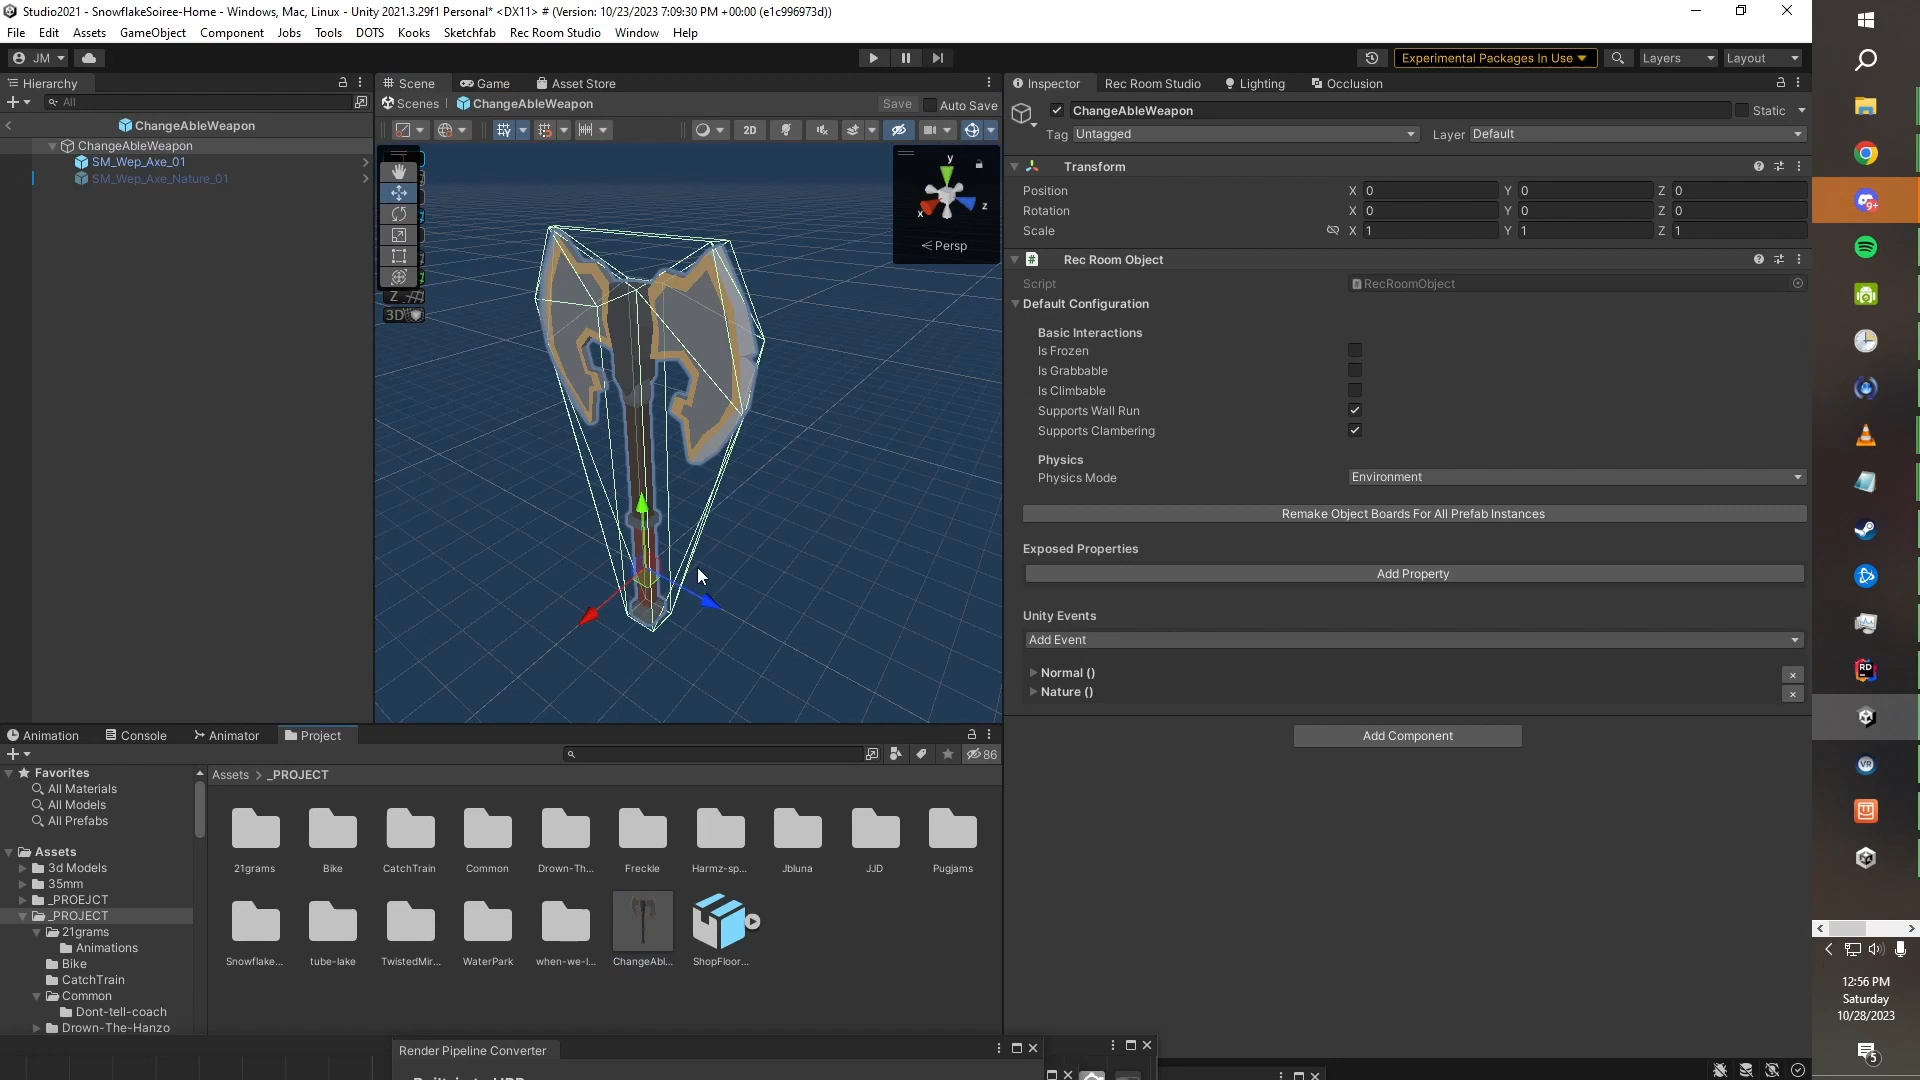 Studio2021 - SnowflakeSoiree-Home - Windows, Mac, Linux - Unity 2021.3.29f1 Personal* <DX11> # (Version: 10/23/2023 7:09:30 PM +00:00 (e1c996973d))
File Edit Assets GameObject Component Jobs Tools DOTS Kooks Sketchfab Rec Room Studio Window Help
JM Experimental Packages In Use Layers Layout
Hierarchy
All
ChangeAbleWeapon
ChangeAbleWeapon
SM_Wep_Axe_01
SM_Wep_Axe_Nature_01
Scene Game Asset Store
Scenes ChangeAbleWeapon Save Auto Save
2D
y
x z
Persp
Z
3D
Inspector Rec Room Studio Lighting Occlusion
ChangeAbleWeapon Static
Tag Untagged Layer Default
Transform
Position X 0 Y 0 Z 0
Rotation X 0 Y 0 Z 0
Scale X 1 Y 1 Z 1
# Rec Room Object
Script RecRoomObject
Default Configuration
Basic Interactions
Is Frozen
Is Grabbable
Is Climbable
Supports Wall Run
Supports Clambering
Physics
Physics Mode Environment
Remake Object Boards For All Prefab Instances
Exposed Properties
Add Property
Unity Events
Add Event
Normal ()
Nature ()
Add Component
Animation Console Animator Project
86
Favorites
All Materials
All Models
All Prefabs
Assets
3d Models
35mm
_PROEJCT
_PROJECT
21grams
Animations
Bike
CatchTrain
Common
Dont-tell-coach
Drown-The-Hanzo
Assets > _PROJECT
21grams Bike CatchTrain Common Drown-Th... Freckle Harmz-sp... Jbluna JJD Pugjams
Snowflake... tube-lake TwistedMir... WaterPark when-we-l... ChangeAbl... ShopFloor...
Render Pipeline Converter
9+
RD
VR
12:56 PM
Saturday
10/28/2023
5